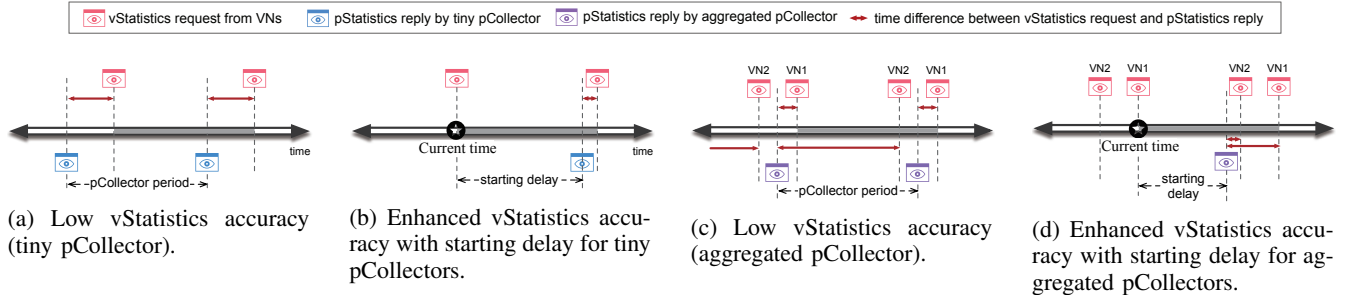 vStatistics request from VNs
pStatistics reply by tiny pCollector
pStatistics reply by aggregated pCollector
time difference between vStatistics request and pStatistics reply
time
pCollector period
(a) Low vStatistics accuracy
(tiny pCollector).
Current time
time
starting delay
(b) Enhanced vStatistics accu-
racy with starting delay for tiny
pCollectors.
VN2 VN1 VN2 VN1
time
pCollector period
(c) Low vStatistics accuracy
(aggregated pCollector).
VN2 VN1 VN2 VN1
Current time
time
starting
delay
(d) Enhanced vStatistics accu-
racy with starting delay for ag-
gregated pCollectors.